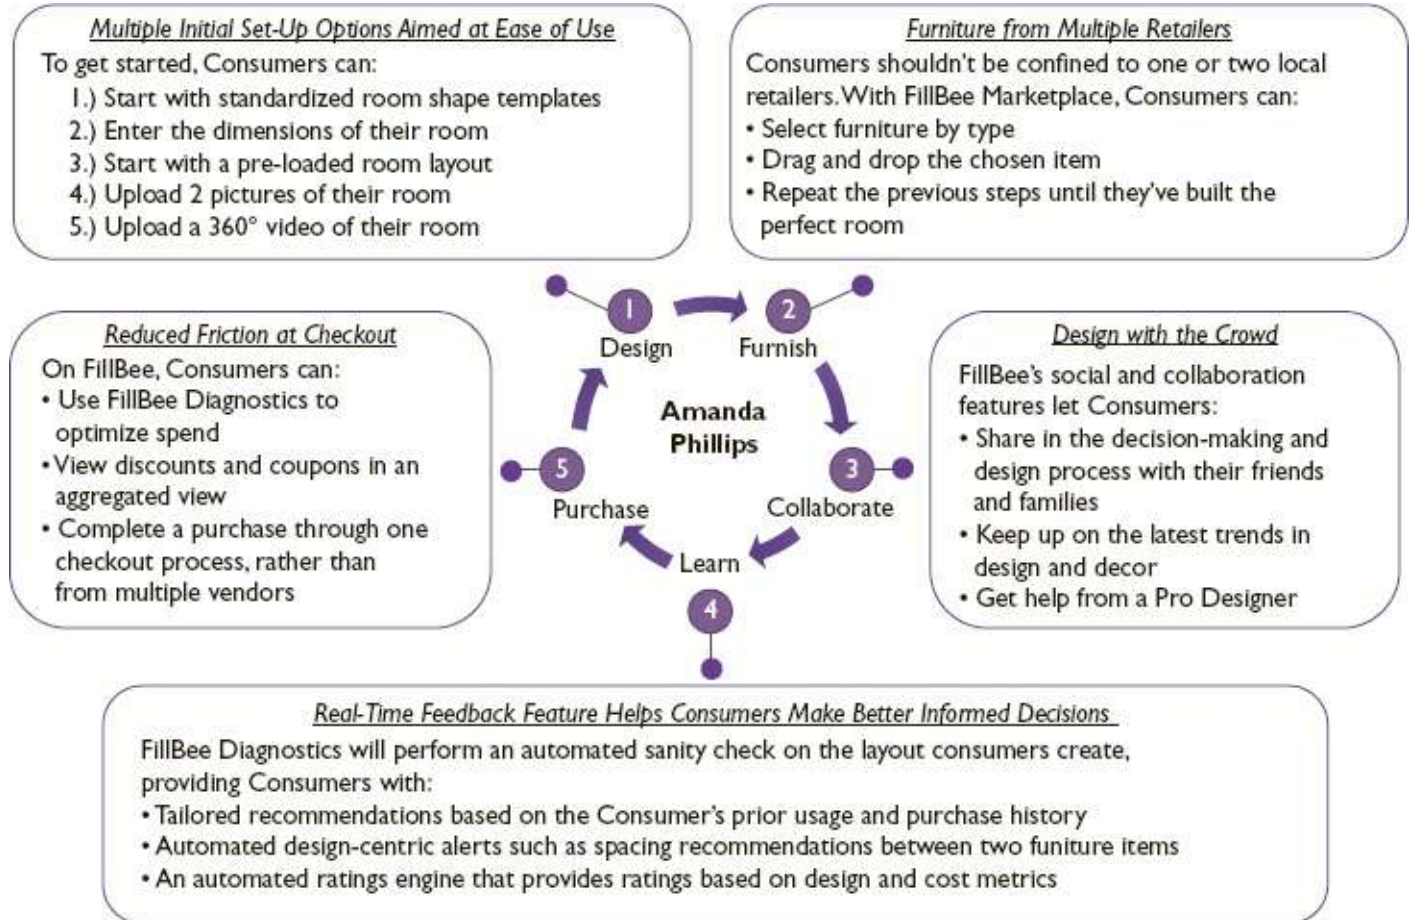 Multiple Initial Set-Up Options Aimed at Ease of Use
To get started, Consumers can:
1.) Start with standardized room shape templates
2.) Enter the dimensions of their room
3.) Start with a pre-loaded room layout
4.) Upload 2 pictures of their room
5.) Upload a 360° video of their room
Furniture from Multiple Retailers
Consumers shouldn't be confined to one or two local
retailers. With FillBee Marketplace, Consumers can:
• Select furniture by type
• Drag and drop the chosen item
• Repeat the previous steps until they've built the
perfect room
1
Design
2
Furnish
Amanda
Phillips
3
Collaborate
Learn
4
5
Purchase
Design with the Crowd
FillBee's social and collaboration
features let Consumers:
• Share in the decision-making and
design process with their friends
and families
• Keep up on the latest trends in
design and decor
• Get help from a Pro Designer
Real-Time Feedback Feature Helps Consumers Make Better Informed Decisions
FillBee Diagnostics will perform an automated sanity check on the layout consumers create,
providing Consumers with:
• Tailored recommendations based on the Consumer's prior usage and purchase history
• Automated design-centric alerts such as spacing recommendations between two funiture items
• An automated ratings engine that provides ratings based on design and cost metrics
Reduced Friction at Checkout
On FillBee, Consumers can:
• Use FillBee Diagnostics to
optimize spend
• View discounts and coupons in an
aggregated view
• Complete a purchase through one
checkout process, rather than
from multiple vendors